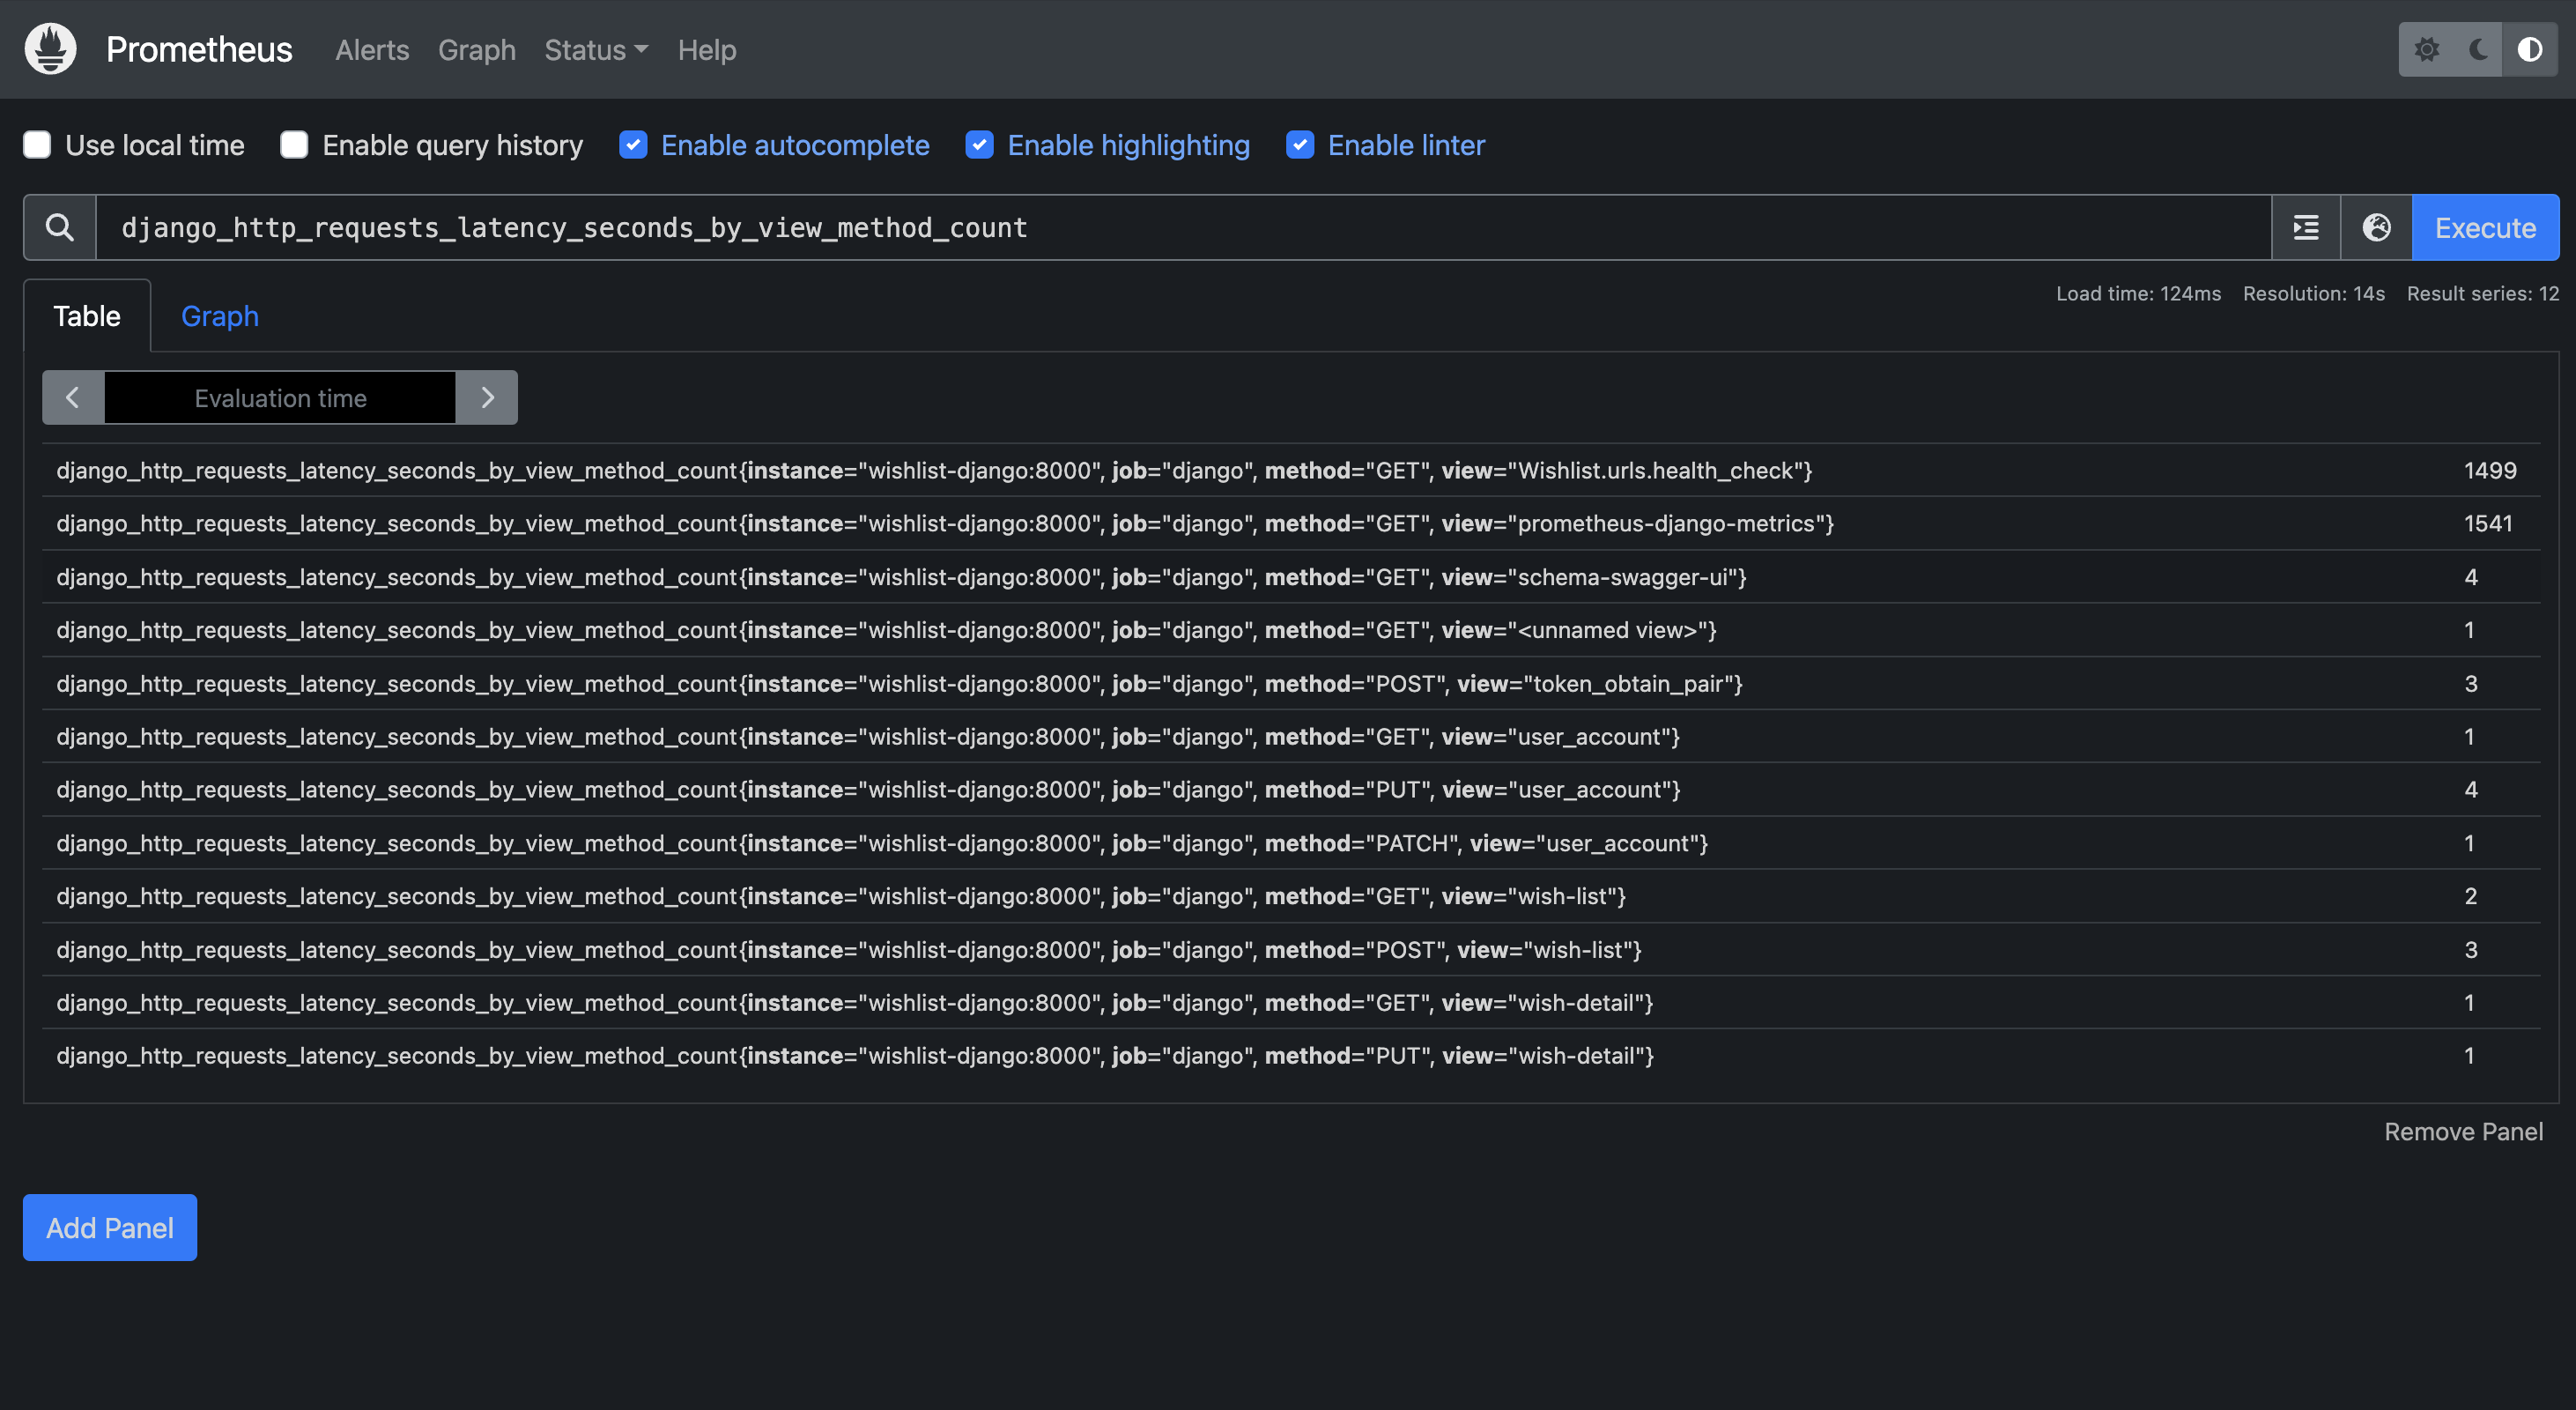 Prometheus Alerts Graph Status Help
Use local time Enable query history Enable autocomplete Enable highlighting Enable linter
django_http_requests_latency_seconds_by_view_method_count Execute
Table Graph Load time: 124ms Resolution: 14s Result series: 12
Evaluation time
django_http_requests_latency_seconds_by_view_method_count{instance="wishlist-django:8000", job="django", method="GET", view="Wishlist.urls.health_check"} 1499
django_http_requests_latency_seconds_by_view_method_count{instance="wishlist-django:8000", job="django", method="GET", view="prometheus-django-metrics"} 1541
django_http_requests_latency_seconds_by_view_method_count{instance="wishlist-django:8000", job="django", method="GET", view="schema-swagger-ui"} 4
django_http_requests_latency_seconds_by_view_method_count{instance="wishlist-django:8000", job="django", method="GET", view="<unnamed view>"} 1
django_http_requests_latency_seconds_by_view_method_count{instance="wishlist-django:8000", job="django", method="POST", view="token_obtain_pair"} 3
django_http_requests_latency_seconds_by_view_method_count{instance="wishlist-django:8000", job="django", method="GET", view="user_account"} 1
django_http_requests_latency_seconds_by_view_method_count{instance="wishlist-django:8000", job="django", method="PUT", view="user_account"} 4
django_http_requests_latency_seconds_by_view_method_count{instance="wishlist-django:8000", job="django", method="PATCH", view="user_account"} 1
django_http_requests_latency_seconds_by_view_method_count{instance="wishlist-django:8000", job="django", method="GET", view="wish-list"} 2
django_http_requests_latency_seconds_by_view_method_count{instance="wishlist-django:8000", job="django", method="POST", view="wish-list"} 3
django_http_requests_latency_seconds_by_view_method_count{instance="wishlist-django:8000", job="django", method="GET", view="wish-detail"} 1
django_http_requests_latency_seconds_by_view_method_count{instance="wishlist-django:8000", job="django", method="PUT", view="wish-detail"} 1
Remove Panel
Add Panel